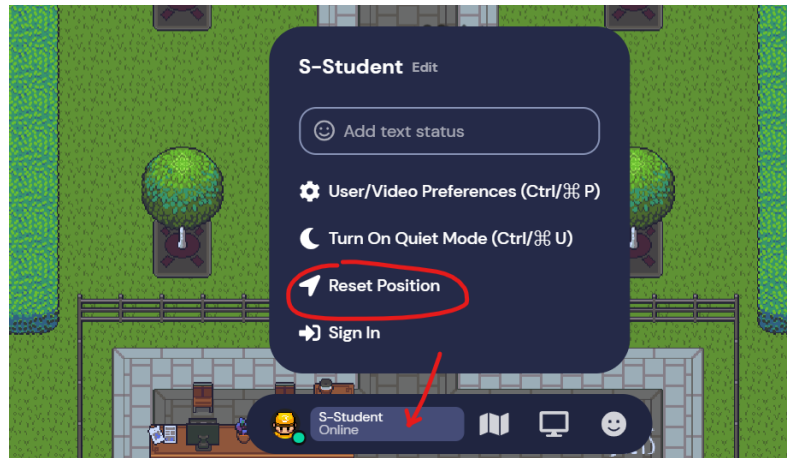 S-Student Edit
Add text status
User/Video Preferences (Ctrl/⌘ P)
Turn On Quiet Mode (Ctrl/⌘ U)
Reset Position
Sign In
S-Student
Online